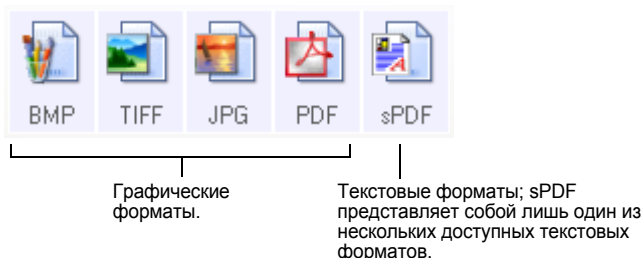 BMP TIFF JPG PDF sPDF
Графические
форматы.
Текстовые форматы; sPDF
представляет собой лишь один из
нескольких доступных текстовых
форматов.